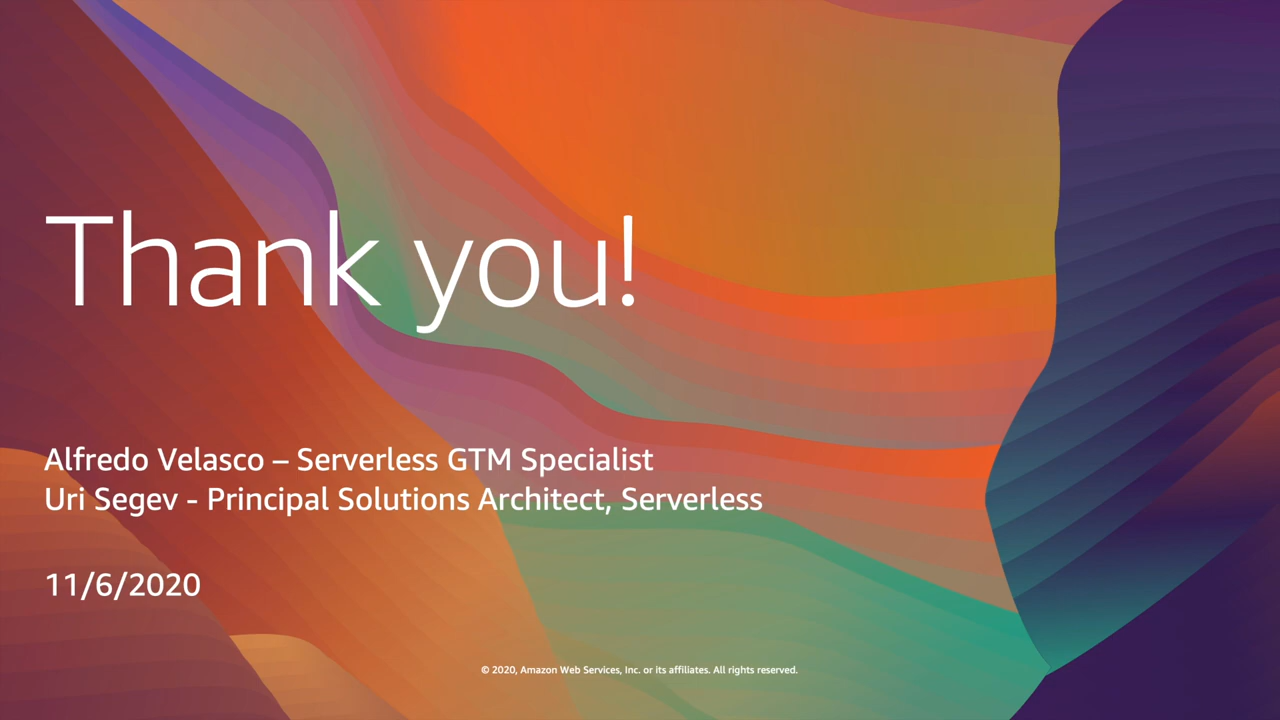 Thank you!
Alfredo Velasco – Serverless GTM Specialist
Uri Segev - Principal Solutions Architect, Serverless
11/6/2020
© 2020, Amazon Web Services, Inc. or its affiliates. All rights reserved.